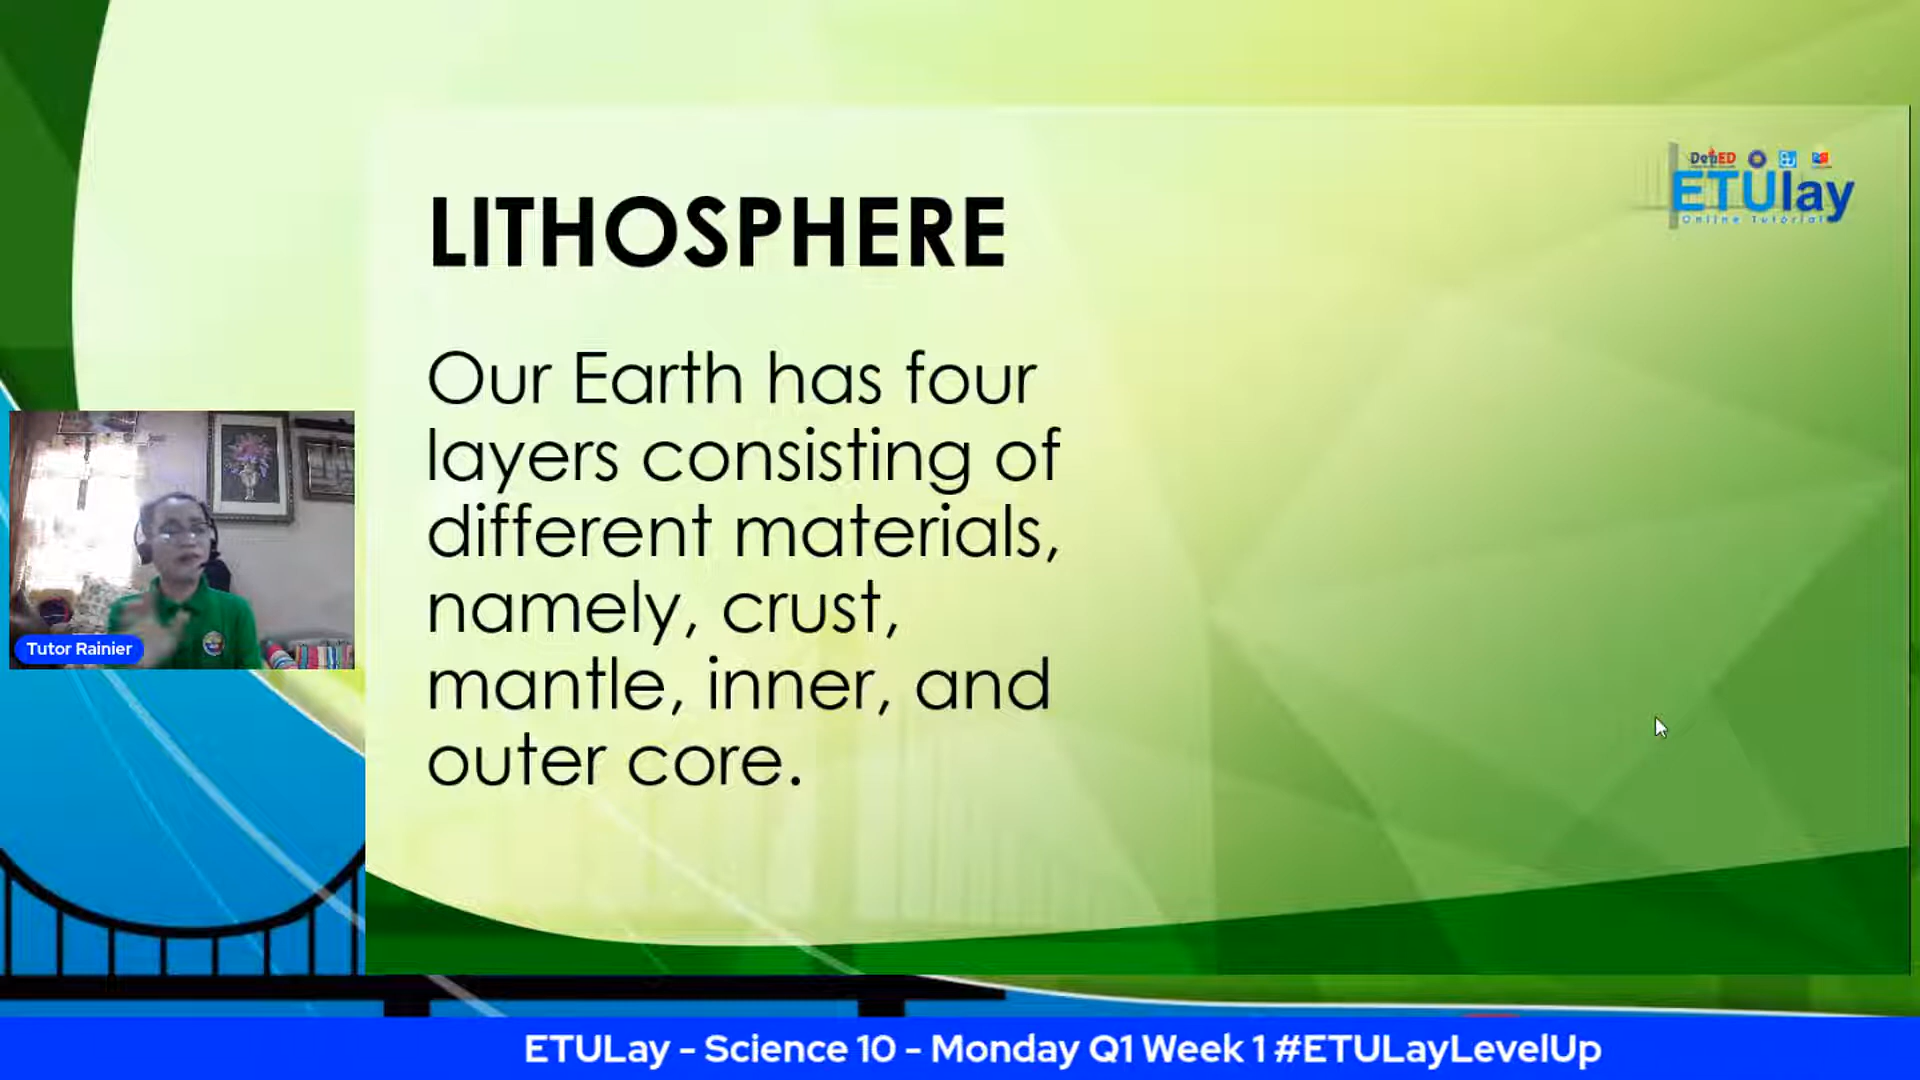 DepED
ETULay
Online Tutorial
LITHOSPHERE
Our Earth has four
layers consisting of
different materials,
namely, crust,
mantle, inner, and
outer core.
Tutor Rainier
ETULay - Science 10 - Monday Q1 Week 1 #ETULayLevelUp